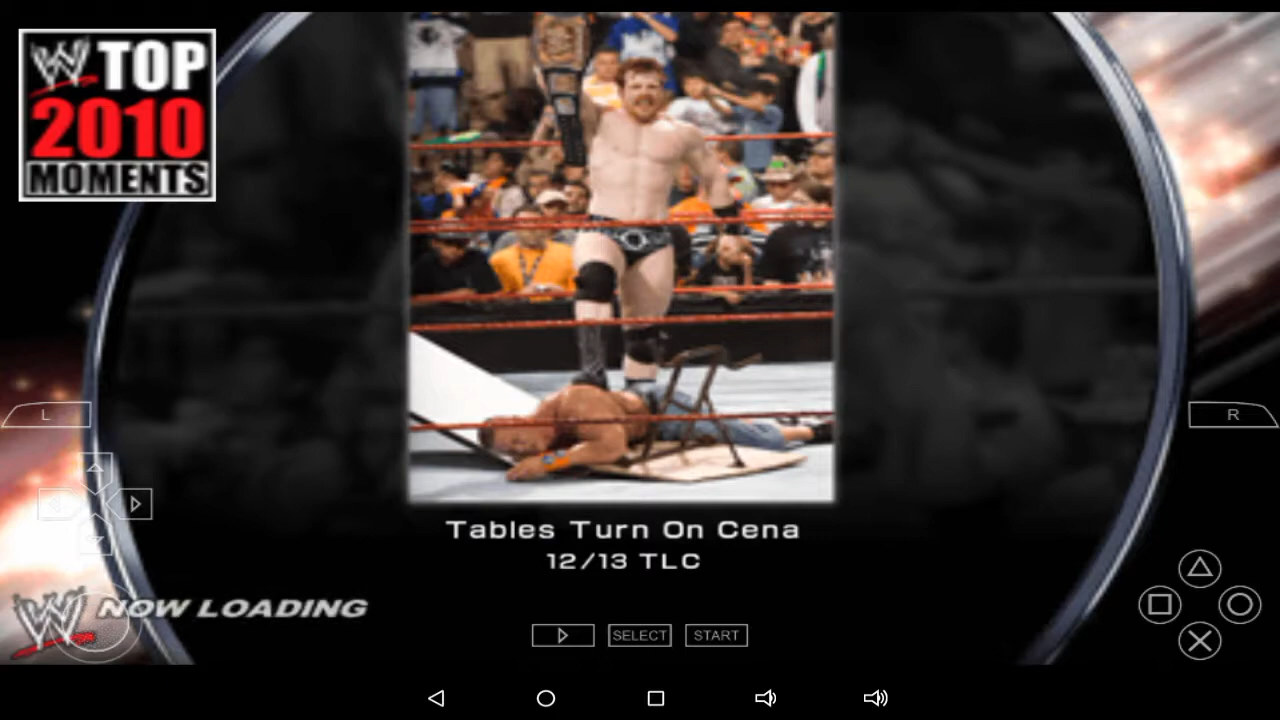 W TOP
2010
MOMENTS
L
R
Tables Turn On Cena
12/13 TLC
W NOW LOADING
SELECT
START